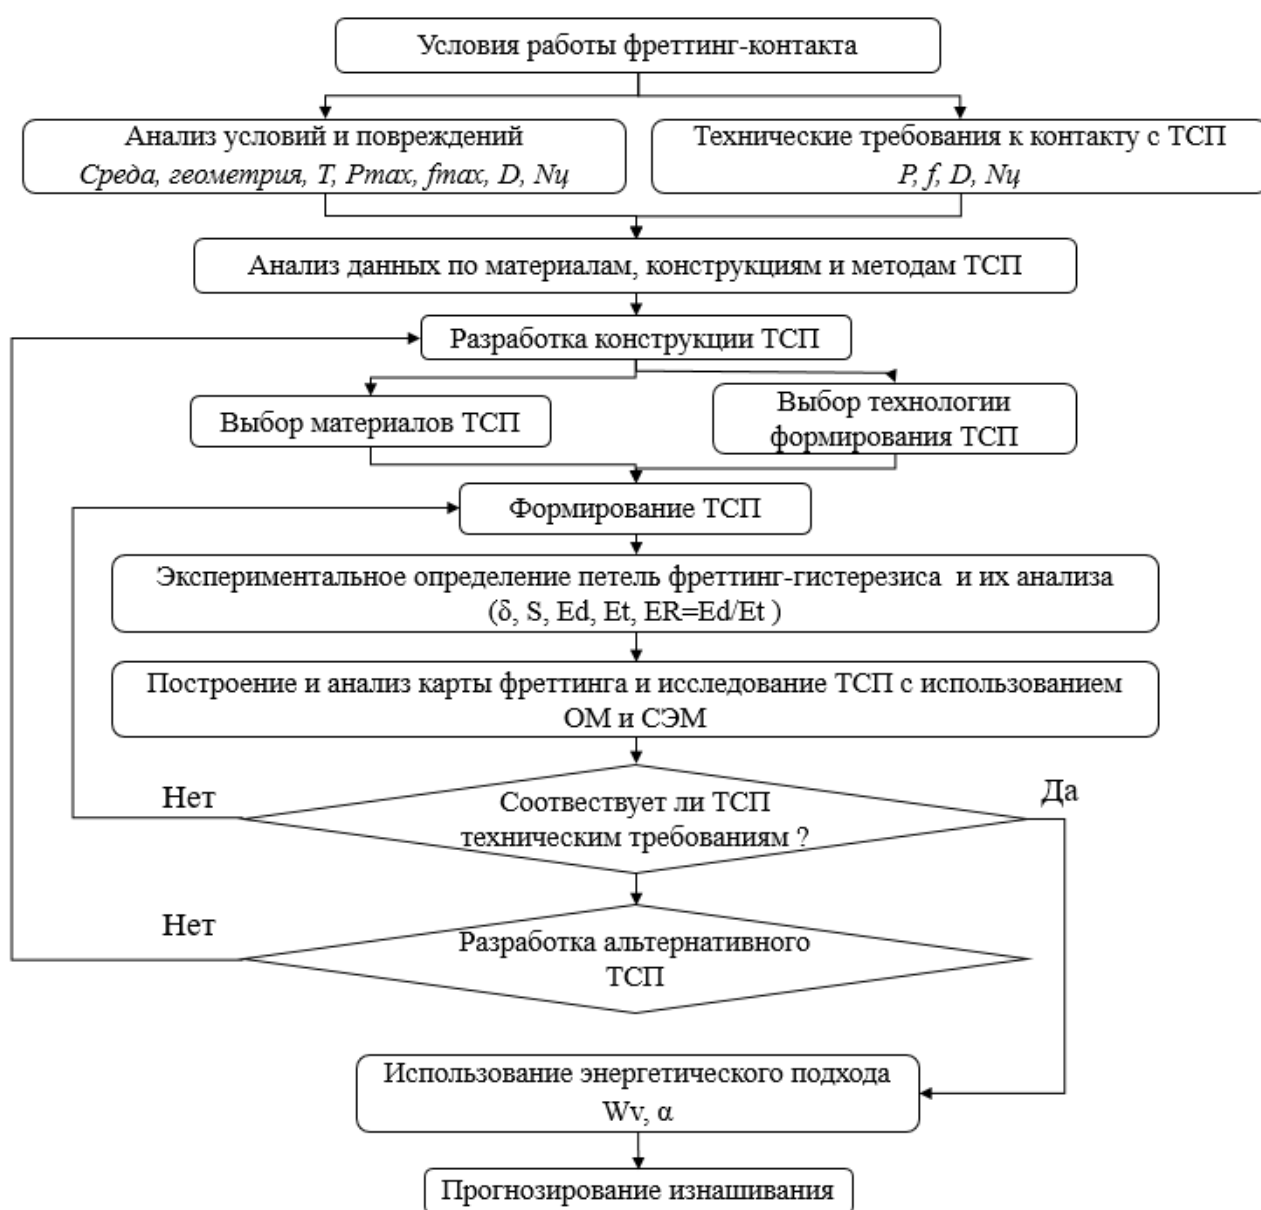 Условия работы фреттинг-контакта
Анализ условий и повреждений
Среда, геометрия, T, Pmax, fmax, D, Nц
Технические требования к контакту с ТСП
P, f, D, Nц
Анализ данных по материалам, конструкциям и методам ТСП
Разработка конструкции ТСП
Выбор материалов ТСП
Выбор технологии
формирования ТСП
Формирование ТСП
Экспериментальное определение петель фреттинг-гистерезиса и их анализа
(δ, S, Ed, Et, ER=Ed/Et )
Построение и анализ карты фреттинга и исследование ТСП с использованием
ОМ и СЭМ
Нет
Соотвествует ли ТСП
техническим требованиям ?
Да
Нет
Разработка альтернативного
ТСП
Использование энергетического подхода
Wv, α
Прогнозирование изнашивания